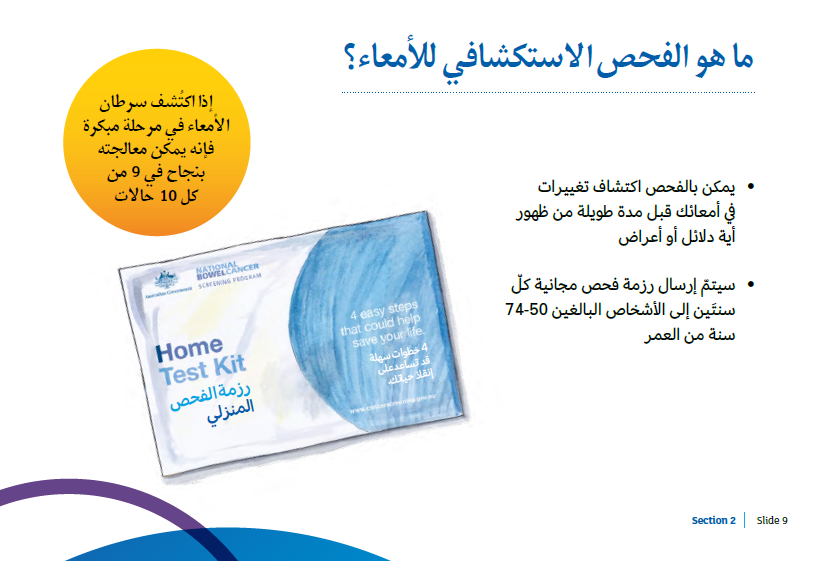 ما هو الفحص الاستكشافي للأمعاء؟
إذا اكتُشف سرطان
الأمعاء في مرحلة مبكرة
فإنه يمكن معالجته
بنجاح في 9 من
كل 10 حالات
• يمكن بالفحص اكتشاف تغييرات
في أمعائك قبل مدة طويلة من ظهور
أية دلائل أو أعراض
• سيتمّ إرسال رزمة فحص مجانية كلّ
سنتَين إلى الأشخاص البالغين 50-74
سنة من العمر
Australian Government
NATIONAL
BOWELCANCER
SCREENING PROGRAM
4 easy steps
that could help
save your life.
4 خطوات سهلة
قد تساعد على
إنقاذ حياتك.
Home
Test Kit
رزمة الفحص
المنزلي
Section 2 | Slide 9